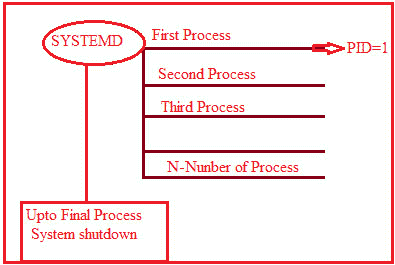 First Process
SYSTEMD
PID=1
Second Process
Third Process
N-Nunber of Process
Upto Final Process
System shutdown